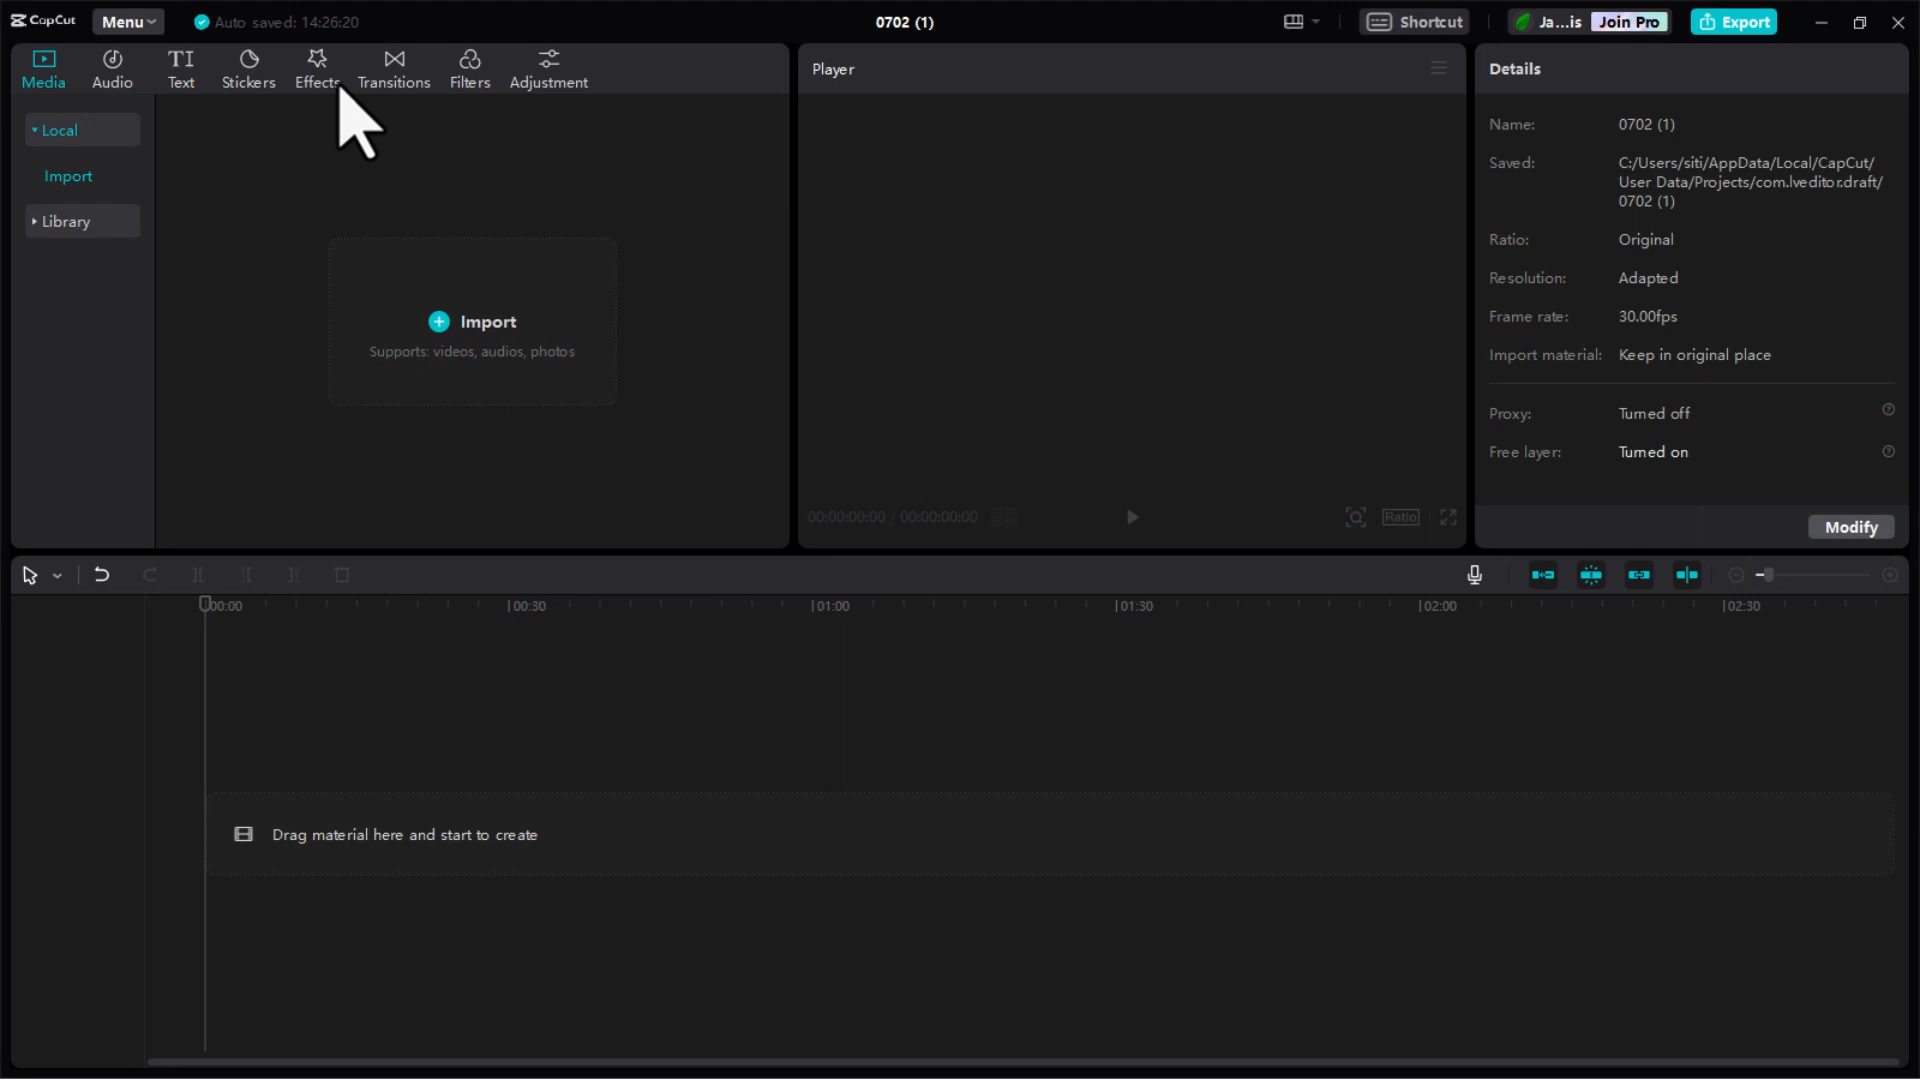 CapCut Menu Auto saved: 14:26:20 0702 (1) Shortcut Ja...is Join Pro Export
Media Audio Text Stickers Effects Transitions Filters Adjustment
Local
Import
Library
Import
Supports: videos, audios, photos
Player
00:00:00:00 / 00:00:00:00
Ratio
Details
Name: 0702 (1)
Saved: C:/Users/siti/AppData/Local/CapCut/
User Data/Projects/com.lveditor.draft/
0702 (1)
Ratio: Original
Resolution: Adapted
Frame rate: 30.00fps
Import material: Keep in original place
Proxy: Turned off
Free layer: Turned on
Modify
00:00 00:30 01:00 01:30 02:00 02:30
Drag material here and start to create